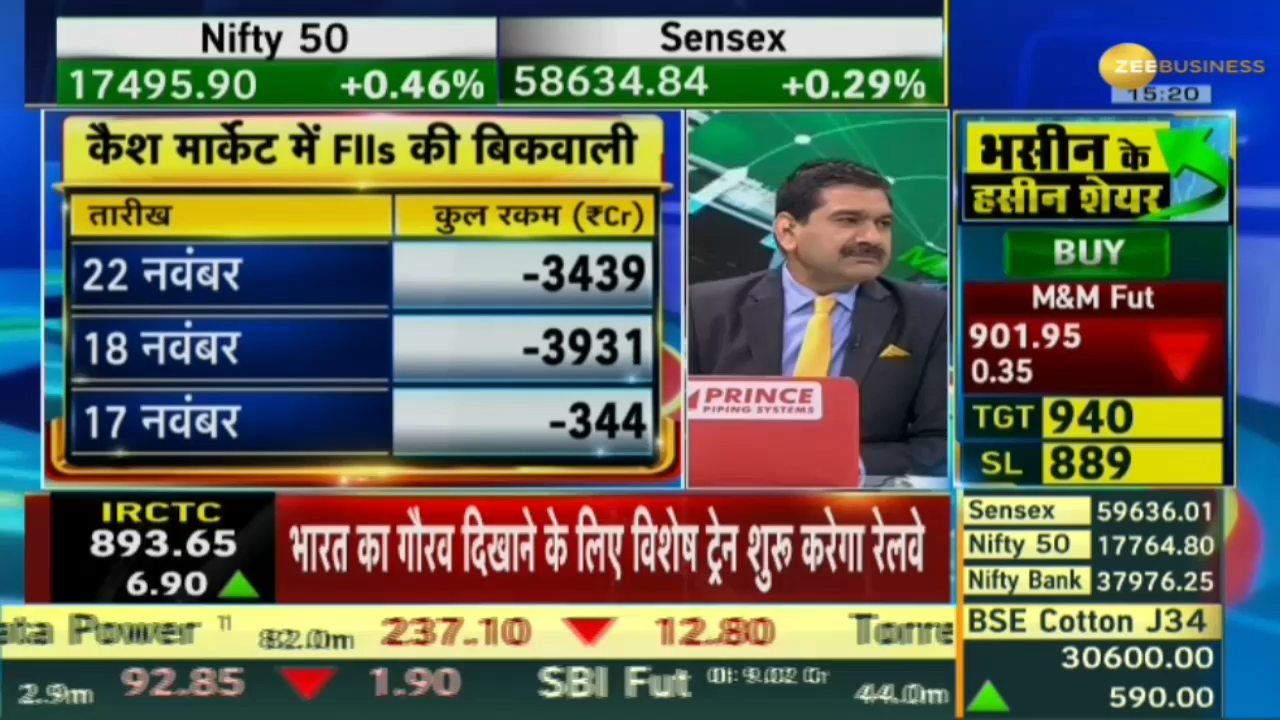 Nifty 50
17495.90 +0.46%
Sensex
58634.84 +0.29%
ZEEBUSINESS
15:20
कैश मार्केट में FIIs की बिकवाली
तारीख कुल रकम (₹Cr)
22 नवंबर -3439
18 नवंबर -3931
17 नवंबर -344
PRINCE
PIPING SYSTEMS
भसीन के
हसीन शेयर
BUY
M&M Fut
901.95
0.35
TGT 940
SL 889
IRCTC
893.65
6.90
भारत का गौरव दिखाने के लिए विशेष ट्रेन शुरू करेगा रेलवे
Sensex 59636.01
Nifty 50 17764.80
Nifty Bank 37976.25
BSE Cotton J34
30600.00
590.00
ata Power 82.0m 237.10 12.80 Torre
2.9m 92.85 1.90 SBI Fut 44.0m